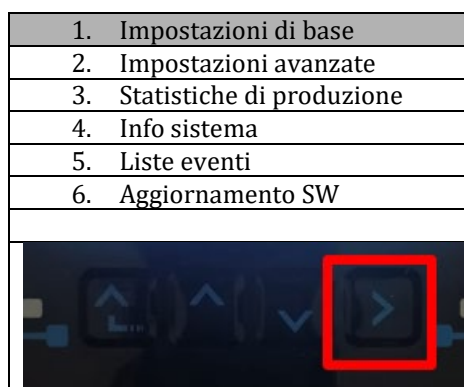 1. Impostazioni di base
2. Impostazioni avanzate
3. Statistiche di produzione
4. Info sistema
5. Liste eventi
6. Aggiornamento SW